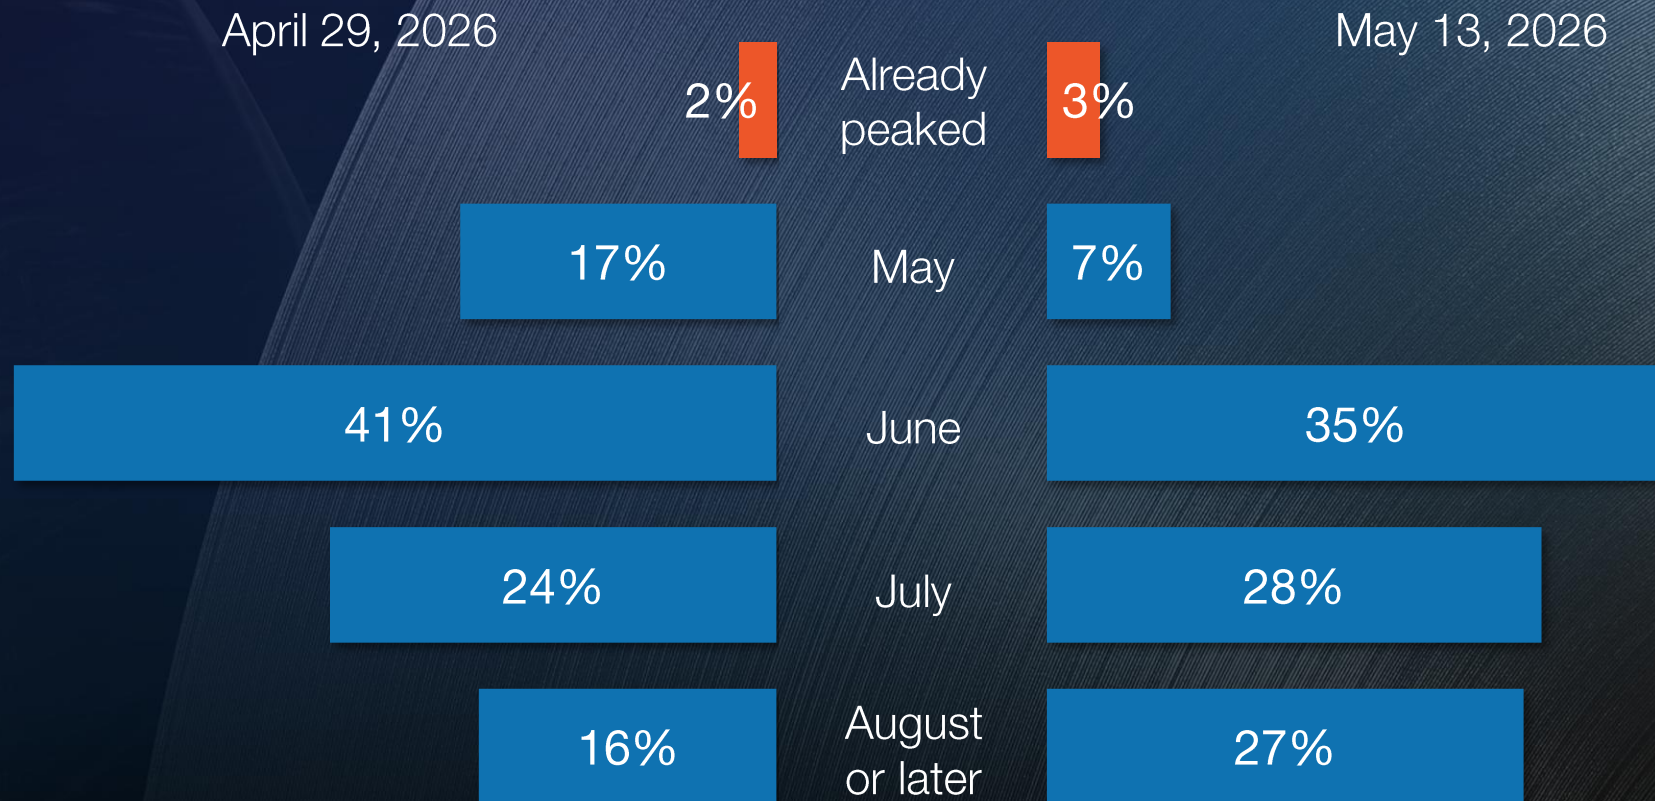 April 29, 2026
May 13, 2026
2%
Already
peaked
3%
17%
May
7%
41%
June
35%
24%
July
28%
16%
August
or later
27%